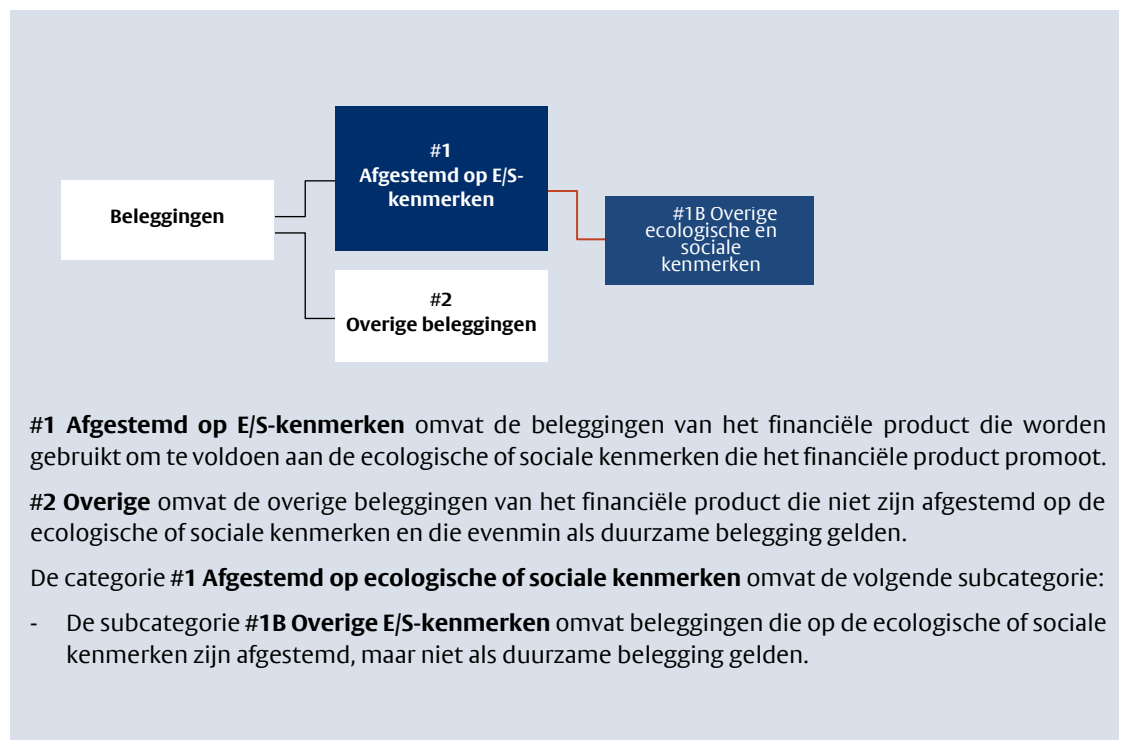 #1
Afgestemd op E/S-
kenmerken
Beleggingen
#1B Overige
ecologische en
sociale
kenmerken
#2
Overige beleggingen
#1 Afgestemd op E/S-kenmerken omvat de beleggingen van het financiële product die worden
gebruikt om te voldoen aan de ecologische of sociale kenmerken die het financiële product promoot.
#2 Overige omvat de overige beleggingen van het financiële product die niet zijn afgestemd op de
ecologische of sociale kenmerken en die evenmin als duurzame belegging gelden.
De categorie #1 Afgestemd op ecologische of sociale kenmerken omvat de volgende subcategorie:
- De subcategorie #1B Overige E/S-kenmerken omvat beleggingen die op de ecologische of sociale
kenmerken zijn afgestemd, maar niet als duurzame belegging gelden.